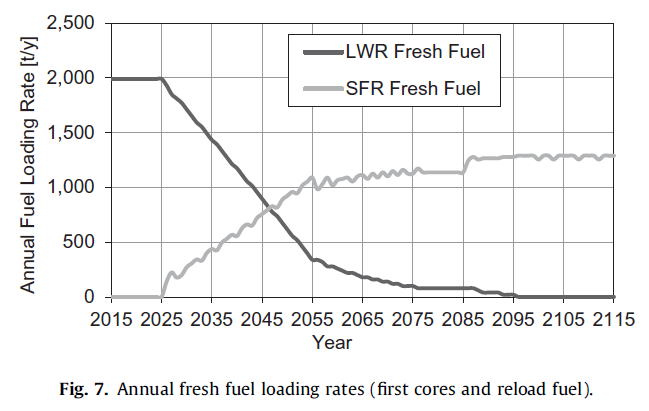 2,500
2,000
1,500
1,000
500
0
Annual Fuel Loading Rate [t/y]
LWR Fresh Fuel
SFR Fresh Fuel
2015 2025 2035 2045 2055 2065 2075 2085 2095 2105 2115
Year
Fig. 7. Annual fresh fuel loading rates (first cores and reload fuel).